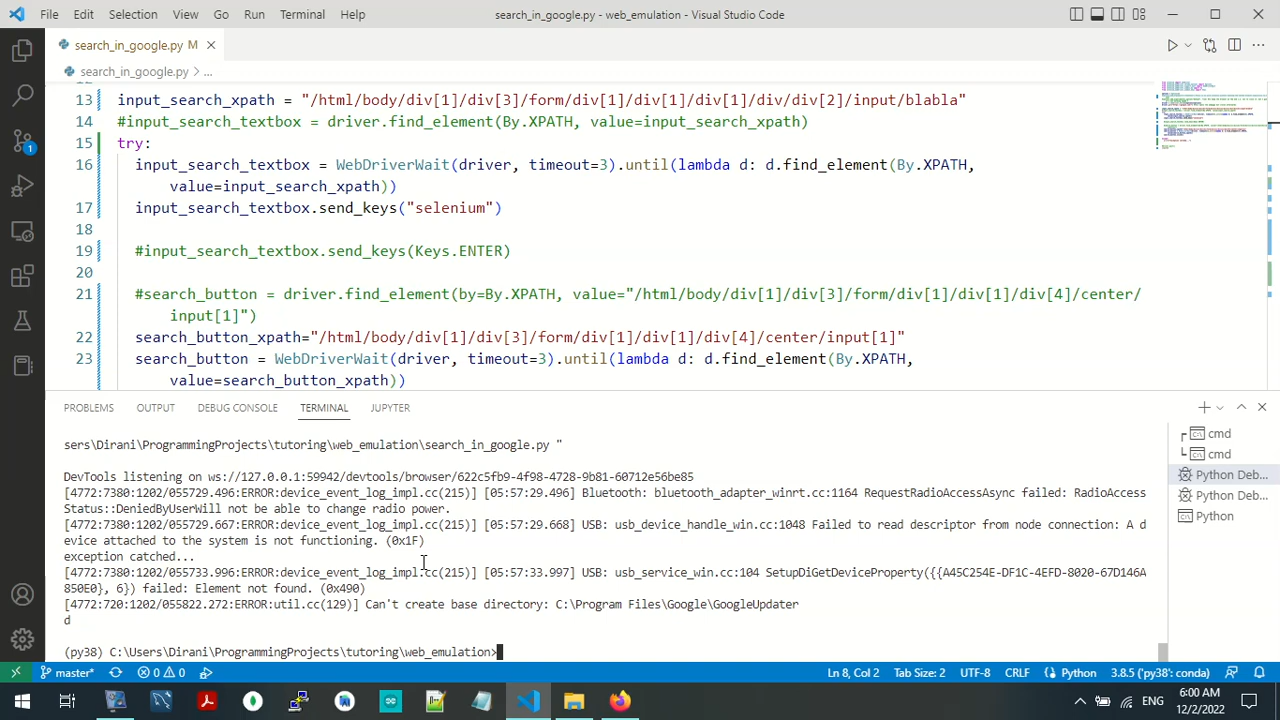 File Edit Selection View Go Run Terminal Help search_in_google.py - web_emulation - Visual Studio Code
search_in_google.py M
search_in_google.py > ...
12
13 input_search_xpath = "/html/body/div[1]/div[3]/form/div[1]/div[1]/div[1]/div/div[2]/input_blabla"
14 #input_search_textbox = driver.find_element(by=By.XPATH, value=input_search_xpath)
15 try:
16 input_search_textbox = WebDriverWait(driver, timeout=3).until(lambda d: d.find_element(By.XPATH,
value=input_search_xpath))
17 input_search_textbox.send_keys("selenium")
18
19 #input_search_textbox.send_keys(Keys.ENTER)
20
21 #search_button = driver.find_element(by=By.XPATH, value="/html/body/div[1]/div[3]/form/div[1]/div[1]/div[4]/center/
input[1]")
22 search_button_xpath="/html/body/div[1]/div[3]/form/div[1]/div[1]/div[4]/center/input[1]"
23 search_button = WebDriverWait(driver, timeout=3).until(lambda d: d.find_element(By.XPATH,
value=search_button_xpath))
PROBLEMS OUTPUT DEBUG CONSOLE TERMINAL JUPYTER
sers\Dirani\ProgrammingProjects\tutoring\web_emulation\search_in_google.py "
DevTools listening on ws://127.0.0.1:59942/devtools/browser/622c5fb9-4f98-4728-9b81-60712e56be85
[4772:7380:1202/055729.496:ERROR:device_event_log_impl.cc(215)] [05:57:29.496] Bluetooth: bluetooth_adapter_winrt.cc:1164 RequestRadioAccessAsync failed: RadioAccess
Status::DeniedByUserWill not be able to change radio power.
[4772:7380:1202/055729.667:ERROR:device_event_log_impl.cc(215)] [05:57:29.668] USB: usb_device_handle_win.cc:1048 Failed to read descriptor from node connection: A d
evice attached to the system is not functioning. (0x1F)
exception catched...
[4772:7380:1202/055733.996:ERROR:device_event_log_impl.cc(215)] [05:57:33.997] USB: usb_service_win.cc:104 SetupDiGetDeviceProperty({{A45C254E-DF1C-4EFD-8020-67D146A
850E0}, 6}) failed: Element not found. (0x490)
[4772:720:1202/055822.272:ERROR:util.cc(129)] Can't create base directory: C:\Program Files\Google\GoogleUpdater
d
(py38) C:\Users\Dirani\ProgrammingProjects\tutoring\web_emulation>
cmd
cmd
Python Deb...
Python Deb...
Python
master* 0 0 Ln 8, Col 2 Tab Size: 2 UTF-8 CRLF Python 3.8.5 ('py38': conda)
ENG
6:00 AM
12/2/2022